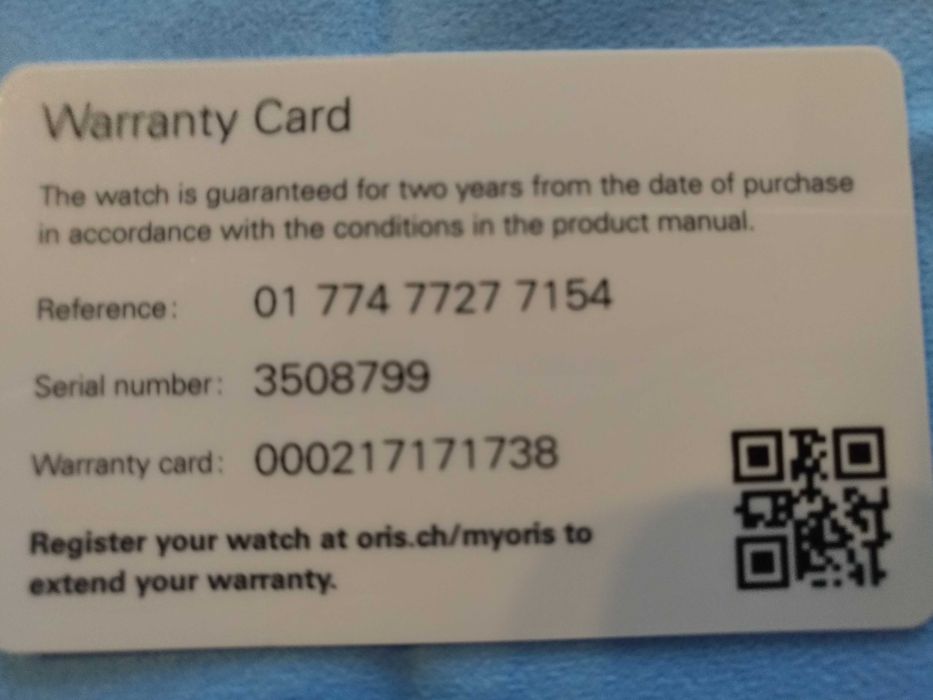 Warranty Card
The watch is guaranteed for two years from the date of purchase
in accordance with the conditions in the product manual.
Reference: 01 774 7727 7154
Serial number: 3508799
Warranty card: 000217171738
Register your watch at oris.ch/myoris to
extend your warranty.